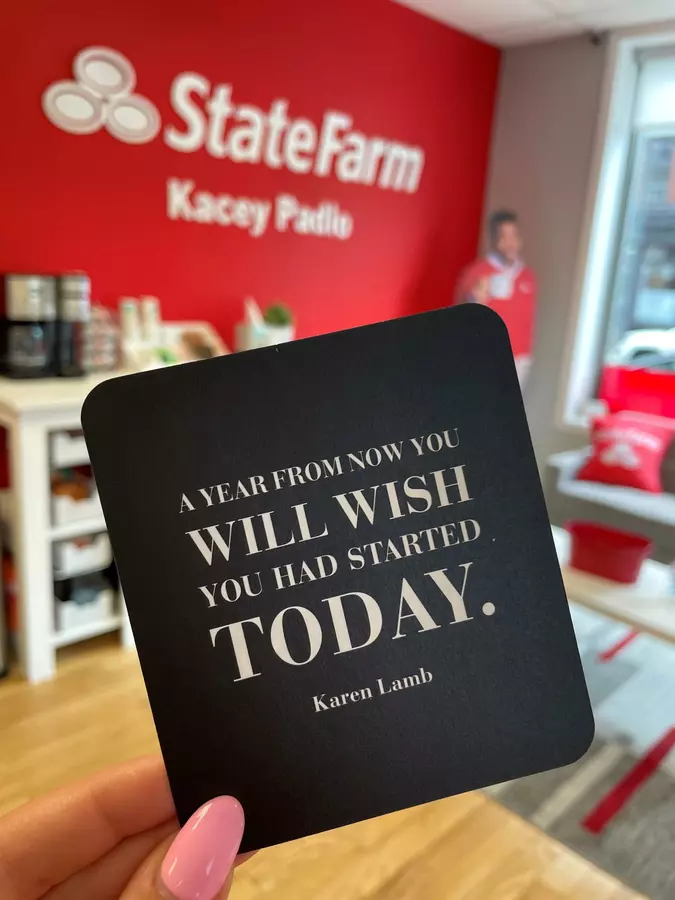 StateFarm
Kacey Padlo
A YEAR FROM NOW YOU
WILL WISH
YOU HAD STARTED
TODAY.
Karen Lamb